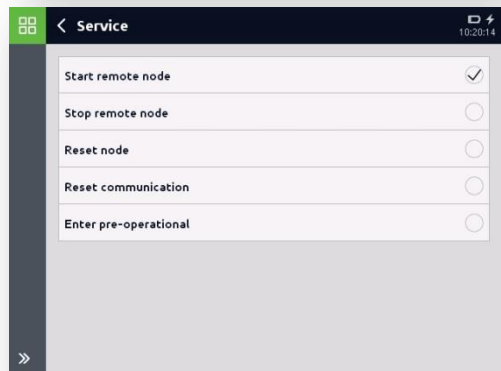 Service
10:20:14
Start remote node
Stop remote node
Reset node
Reset communication
Enter pre-operational